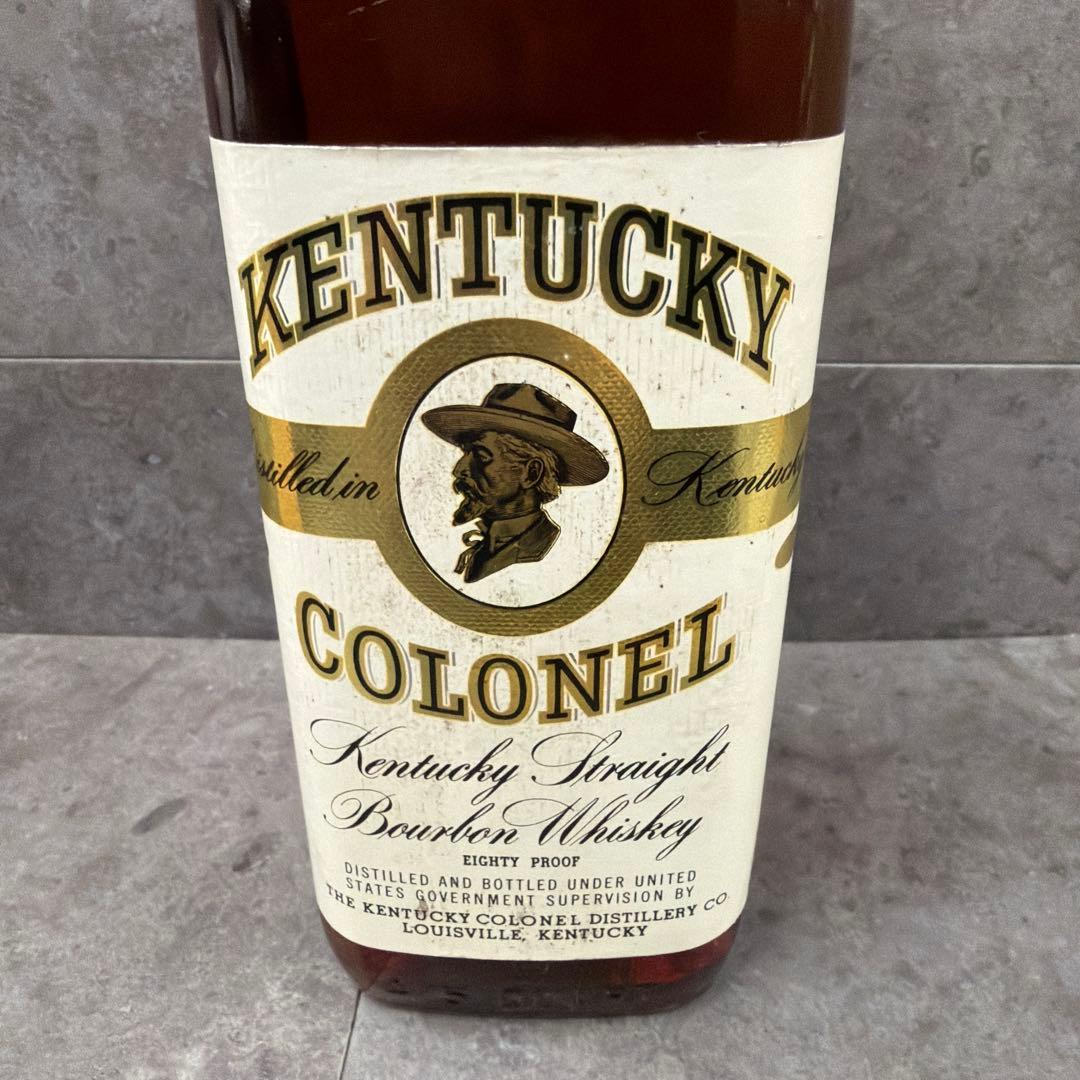 KENTUCKY
Distilled in Kentucky
COLONEL
Kentucky Straight
Bourbon Whiskey
EIGHTY PROOF
DISTILLED AND BOTTLED UNDER UNITED
STATES GOVERNMENT SUPERVISION BY
THE KENTUCKY COLONEL DISTILLERY CO
LOUISVILLE, KENTUCKY